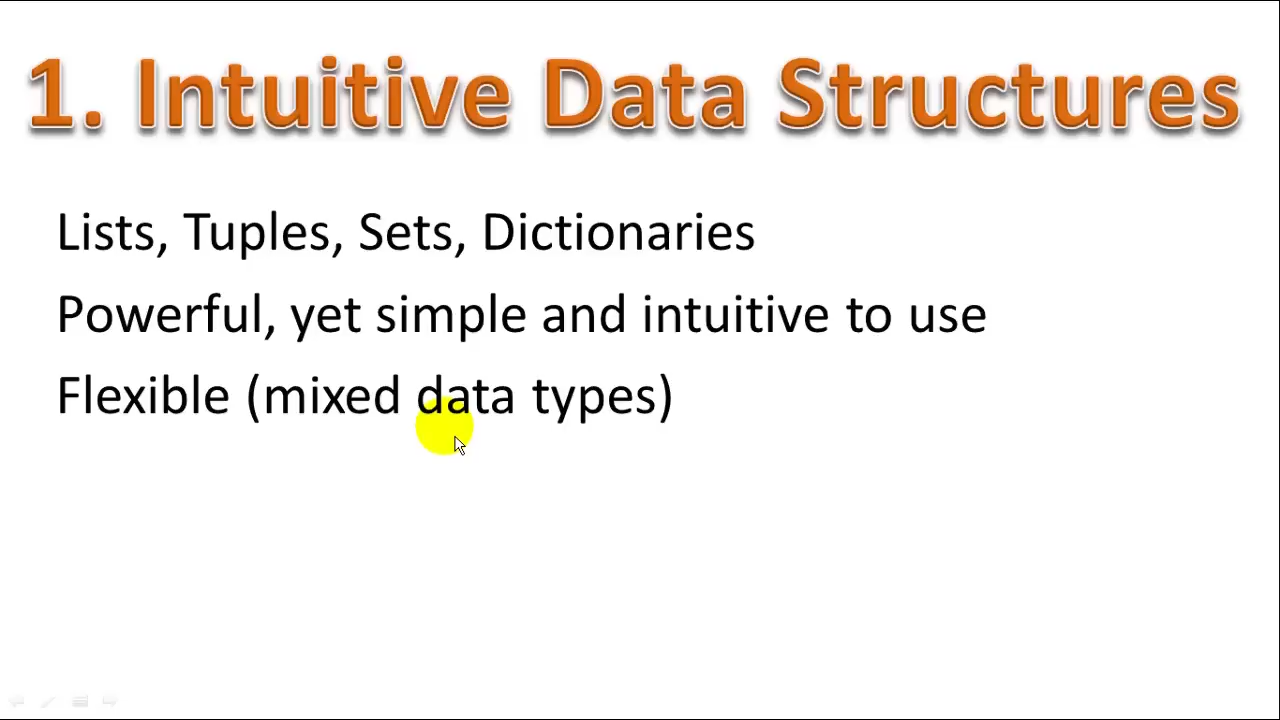 1. Intuitive Data Structures
Lists, Tuples, Sets, Dictionaries
Powerful, yet simple and intuitive to use
Flexible (mixed data types)